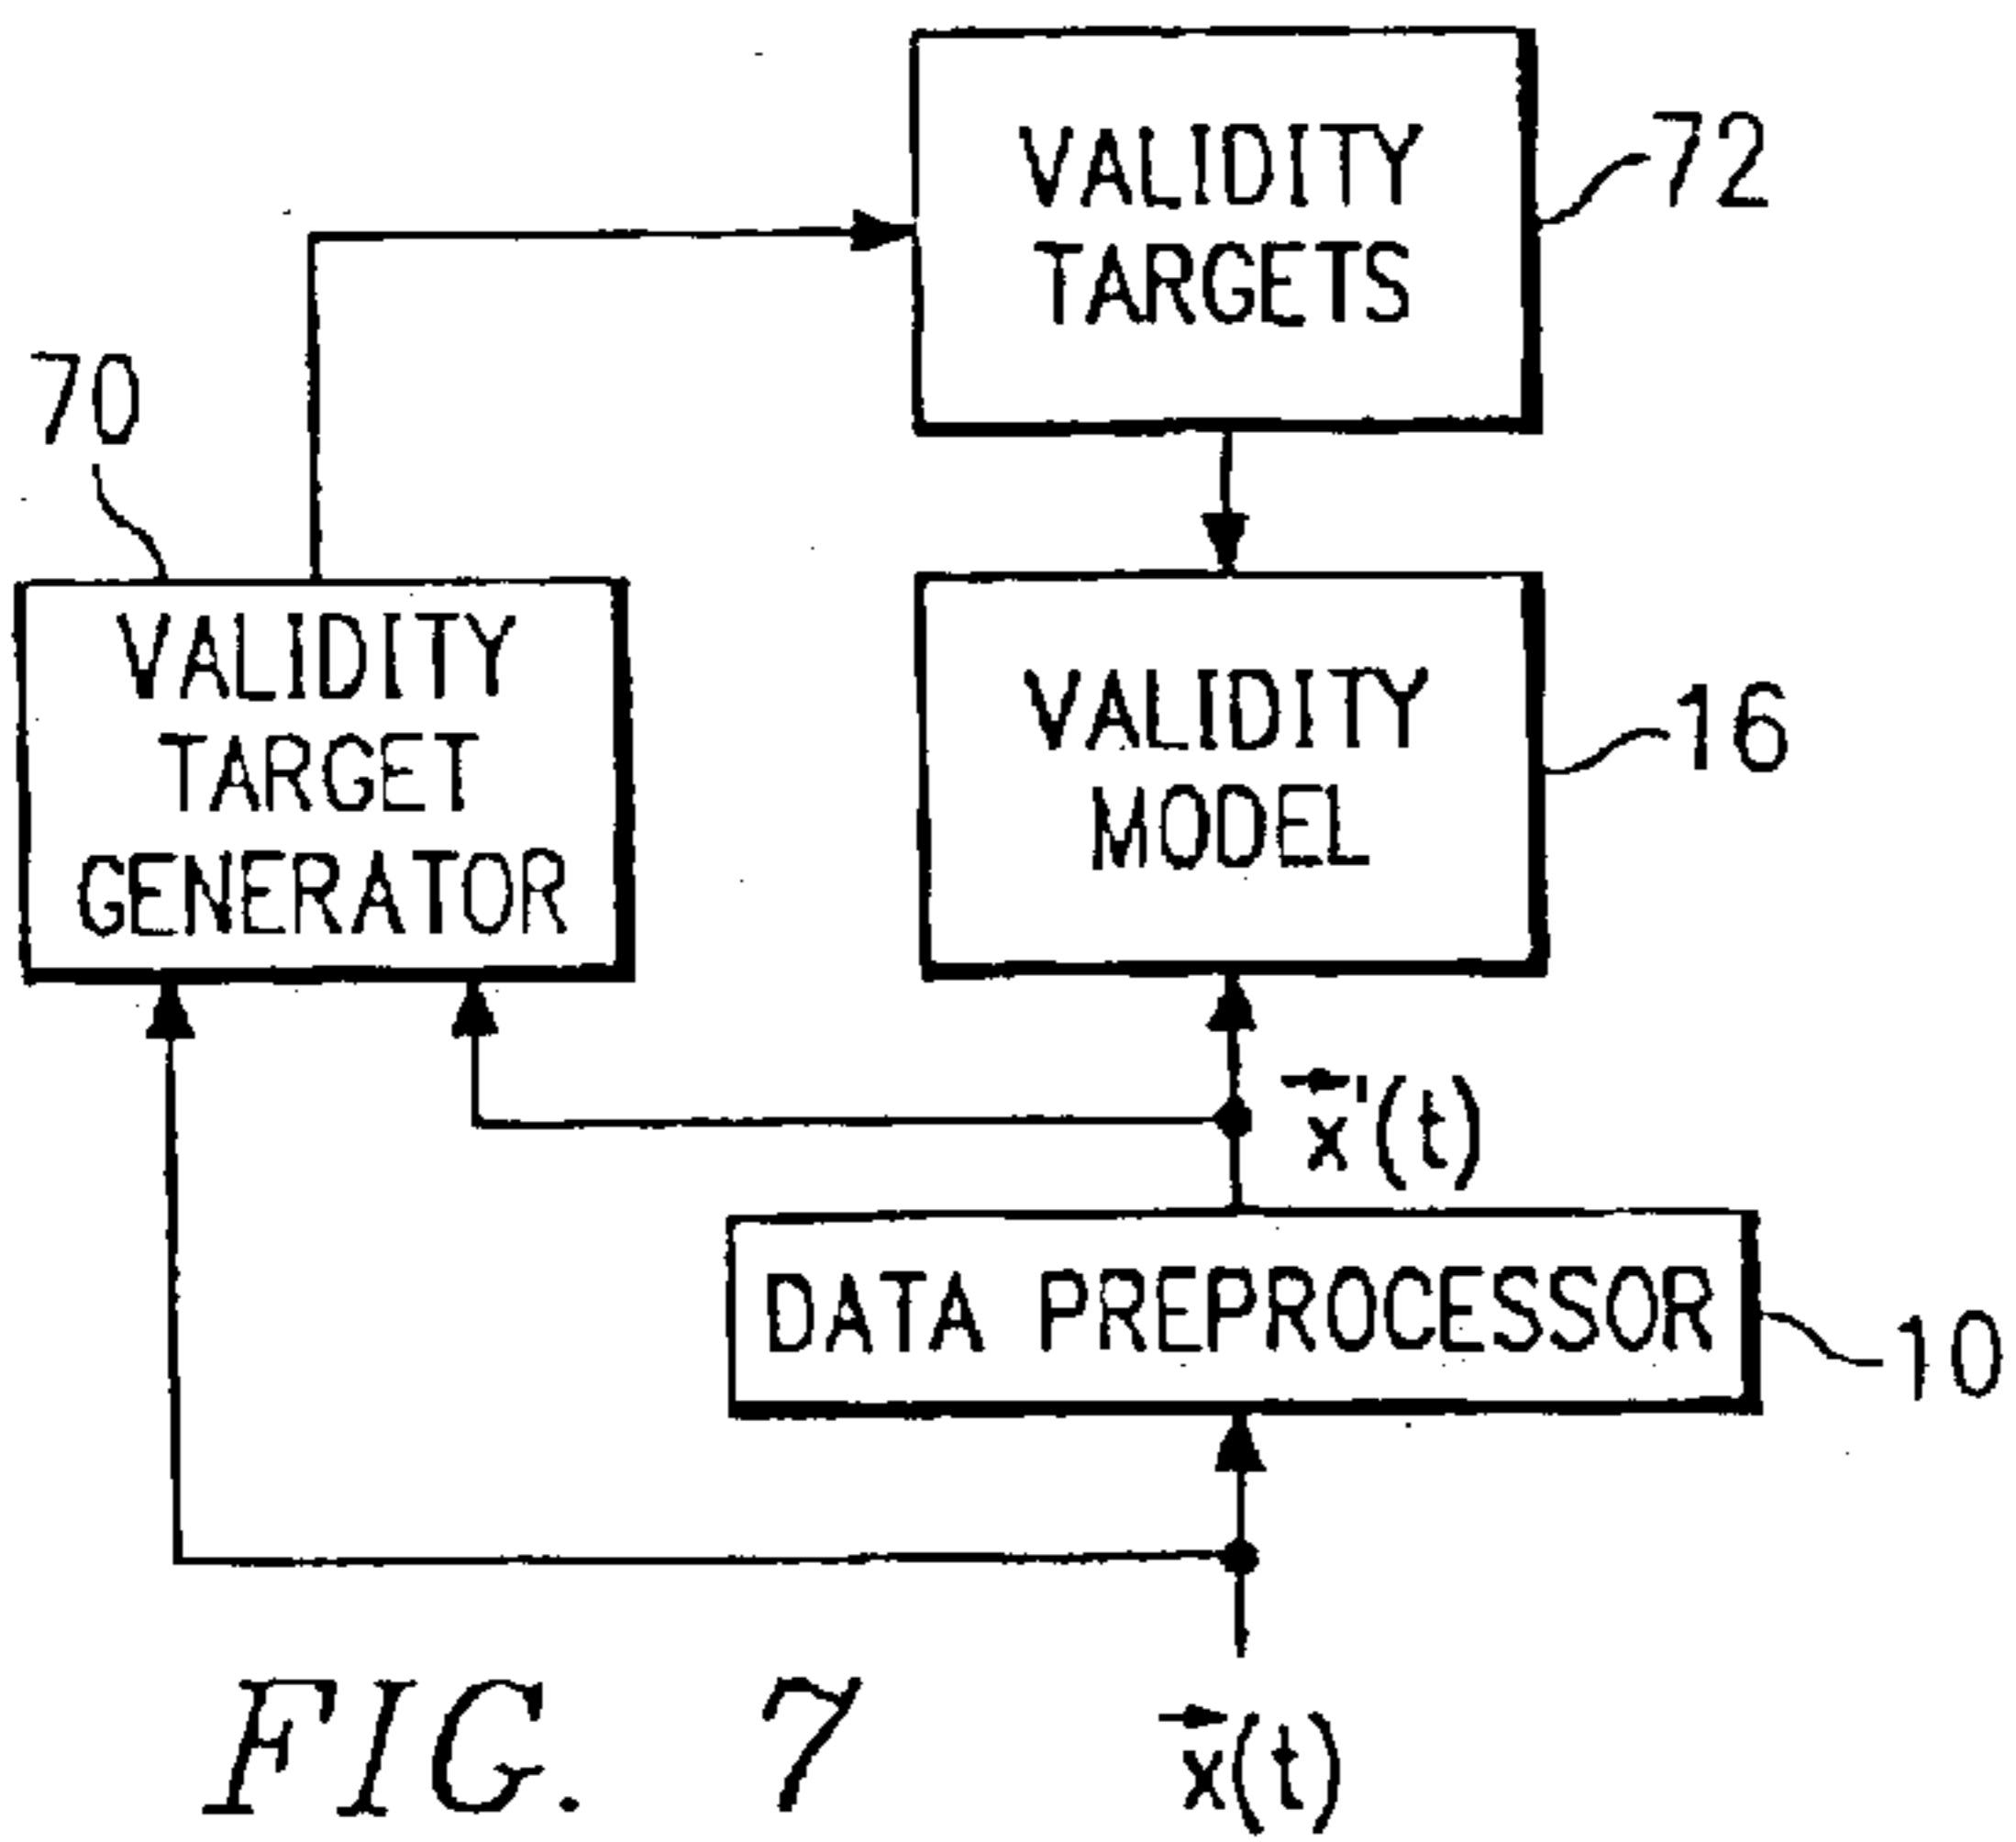 VALIDITY
TARGETS
72
70
VALIDITY
TARGET
GENERATOR
VALIDITY
MODEL
16
x⃗'(t)
DATA PREPROCESSOR
10
x⃗(t)
FIG. 7